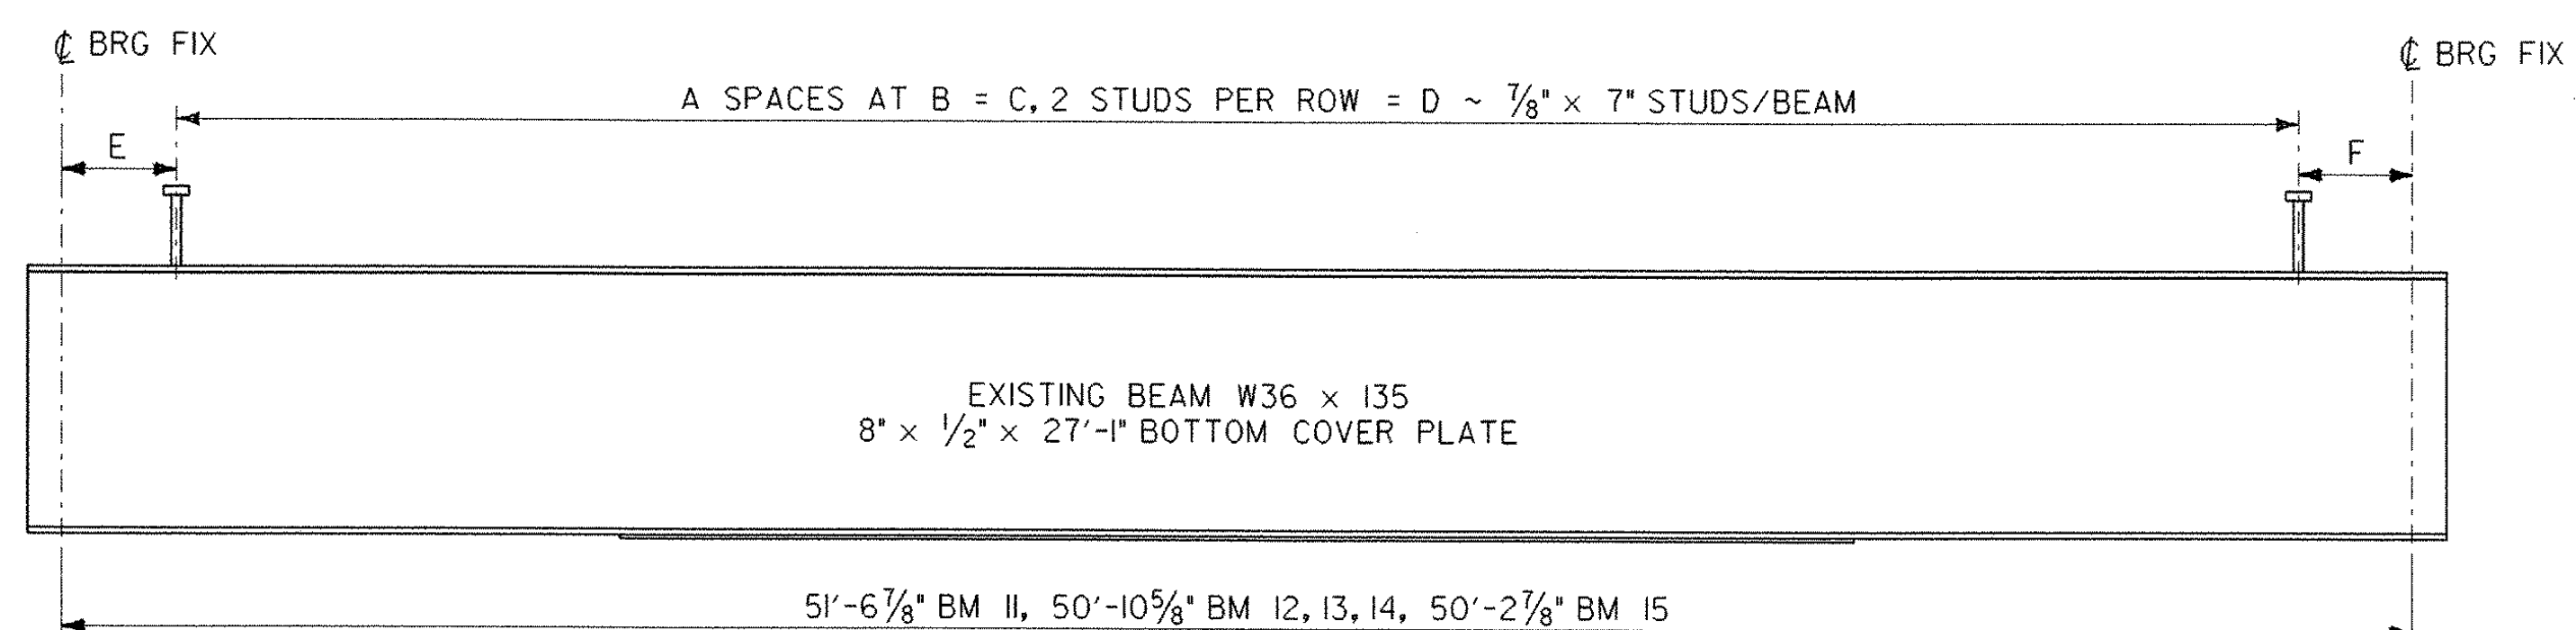 ℄ BRG FIX
℄ BRG FIX
A SPACES AT B = C, 2 STUDS PER ROW = D ~ 7/8" × 7" STUDS/BEAM
E
F
EXISTING BEAM W36 × 135
8" × 1/2" × 27'-1" BOTTOM COVER PLATE
51'-6 7/8" BM 11, 50'-10 5/8" BM 12, 13, 14, 50'-2 7/8" BM 15